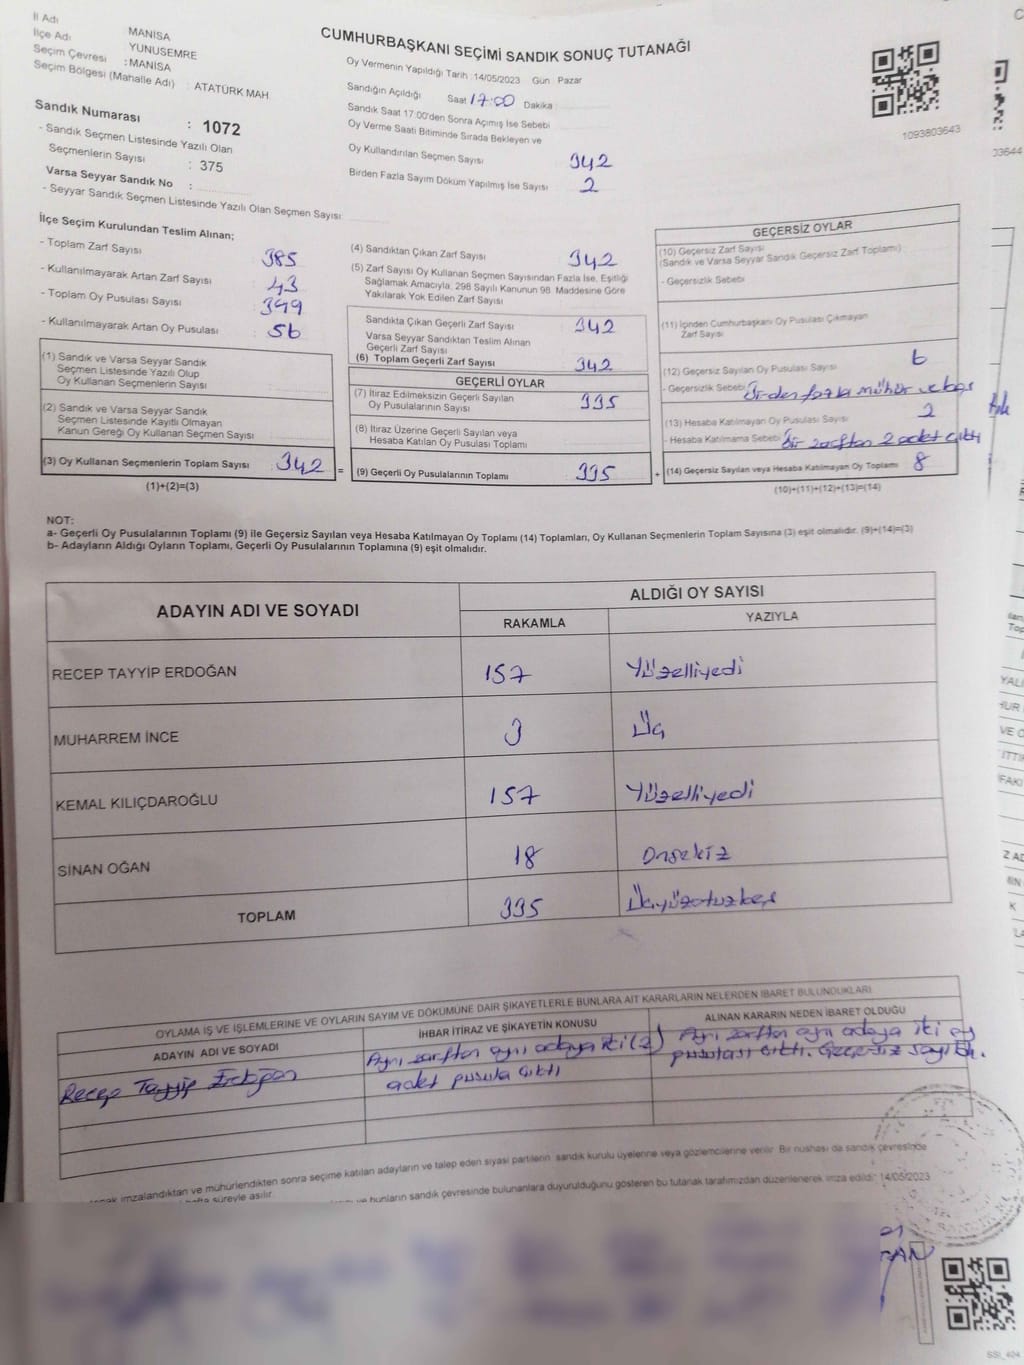 İl Adı MANİSA
İlçe Adı YUNUSEMRE
Seçim Çevresi : MANİSA
Seçim Bölgesi (Mahalle Adı) : ATATÜRK MAH
Sandık Numarası : 1072
- Sandık Seçmen Listesinde Yazılı Olan
Seçmenlerin Sayısı : 375
Varsa Seyyar Sandık No :
- Seyyar Sandık Seçmen Listesinde Yazılı Olan Seçmen Sayısı
CUMHURBAŞKANI SEÇİMİ SANDIK SONUÇ TUTANAĞI
Oy Vermenin Yapıldığı Tarih :14/05/2023 Gün : Pazar
Sandığın Açıldığı Saat 17:00 Dakika :
Sandık Saat 17.00'den Sonra Açımış İse Sebebi
Oy Verme Saati Bitiminde Sırada Bekleyen ve
Oy Kullandırılan Seçmen Sayısı 342
Birden Fazla Sayım Döküm Yapılmış İse Sayısı 2
1093803643
03644
İlçe Seçim Kurulundan Teslim Alınan;
- Toplam Zarf Sayısı : 385
- Kullanılmayarak Artan Zarf Sayısı : 43
- Toplam Oy Pusulası Sayısı : 399
- Kullanılmayarak Artan Oy Pusulası : 56
(1) Sandık ve Varsa Seyyar Sandık
Seçmen Listesinde Yazılı Olup
Oy Kullanan Seçmenlerin Sayısı
(2) Sandık ve Varsa Seyyar Sandık
Seçmen Listesinde Kayıtlı Olmayan
Kanun Gereği Oy Kullanan Seçmen Sayısı
(3) Oy Kullanan Seçmenlerin Toplam Sayısı 342 =
(1)+(2)=(3)
(4) Sandıktan Çıkan Zarf Sayısı 342
(5) Zarf Sayısı Oy Kullanan Seçmen Sayısından Fazla İse, Eşitliği
Sağlamak Amacıyla; 298 Sayılı Kanunun 98. Maddesine Göre
Yakılarak Yok Edilen Zarf Sayısı
Sandıkta Çıkan Geçerli Zarf Sayısı 342
Varsa Seyyar Sandıktan Teslim Alınan
Geçerli Zarf Sayısı
(6) Toplam Geçerli Zarf Sayısı 342
GEÇERLİ OYLAR
(7) İtiraz Edilmeksizin Geçerli Sayılan
Oy Pusulalarının Sayısı 335
(8) İtiraz Üzerine Geçerli Sayılan veya
Hesaba Katılan Oy Pusulası Toplamı
(9) Geçerli Oy Pusulalarının Toplamı 335 +
GEÇERSİZ OYLAR
(10) Geçersiz Zarf Sayısı
(Sandık ve Varsa Seyyar Sandık Geçersiz Zarf Toplamı)
- Geçersizlik Sebebi
(11) İçinden Cumhurbaşkanı Oy Pusulası Çıkmayan
Zarf Sayısı
(12) Geçersiz Sayılan Oy Pusulası Sayısı 6
- Geçersizlik Sebebi Birden fazla mühür ve boş
(13) Hesaba Katılmayan Oy Pusulası Sayısı 2
- Hesaba Katılmama Sebebi Bir zarftan 2 adet çıktı
(14) Geçersiz Sayılan veya Hesaba Katılmayan Oy Toplamı 8
(10)+(11)+(12)+(13)=(14)
NOT:
a- Geçerli Oy Pusulalarının Toplamı (9) ile Geçersiz Sayılan veya Hesaba Katılmayan Oy Toplamı (14) Toplamları, Oy Kullanan Seçmenlerin Toplam Sayısına (3) eşit olmalıdır. (9)+(14)=(3)
b- Adayların Aldığı Oyların Toplamı, Geçerli Oy Pusulalarının Toplamına (9) eşit olmalıdır.
ADAYIN ADI VE SOYADI ALDIĞI OY SAYISI
RAKAMLA YAZIYLA
RECEP TAYYİP ERDOĞAN 157 Yüzelliyedi
MUHARREM İNCE 3 Üç
KEMAL KILIÇDAROĞLU 157 Yüzelliyedi
SİNAN OĞAN 18 Onsekiz
TOPLAM 335 Üçyüzotuzbeş
OYLAMA İŞ VE İŞLEMLERİNE VE OYLARIN SAYIM VE DÖKÜMÜNE DAİR ŞİKAYETLERLE BUNLARA AİT KARARLARIN NELERDEN İBARET BULUNDUKLARI
ADAYIN ADI VE SOYADI İHBAR İTİRAZ VE ŞİKAYETİN KONUSU ALINAN KARARIN NEDEN İBARET OLDUĞU
Recep Tayyip Erdoğan Aynı zarftan aynı adaya iki (2) adet pusula çıktı Aynı zarftan aynı adaya iki oy pusulası çıktı. Geçersiz sayıldı.
imzalandıktan ve mühürlendikten sonra seçime katılan adayların ve talep eden siyasi partilerin sandık kurulu üyelerine veya gözlemcilerine verilir. Bir nüshası da sandık çevresinde
hafta süreyle asılır.
ve bunların sandık çevresinde bulunanlara duyurulduğunu gösteren bu tutanak tarafımızdan düzenlenerek imza edildi. 14/05/2023